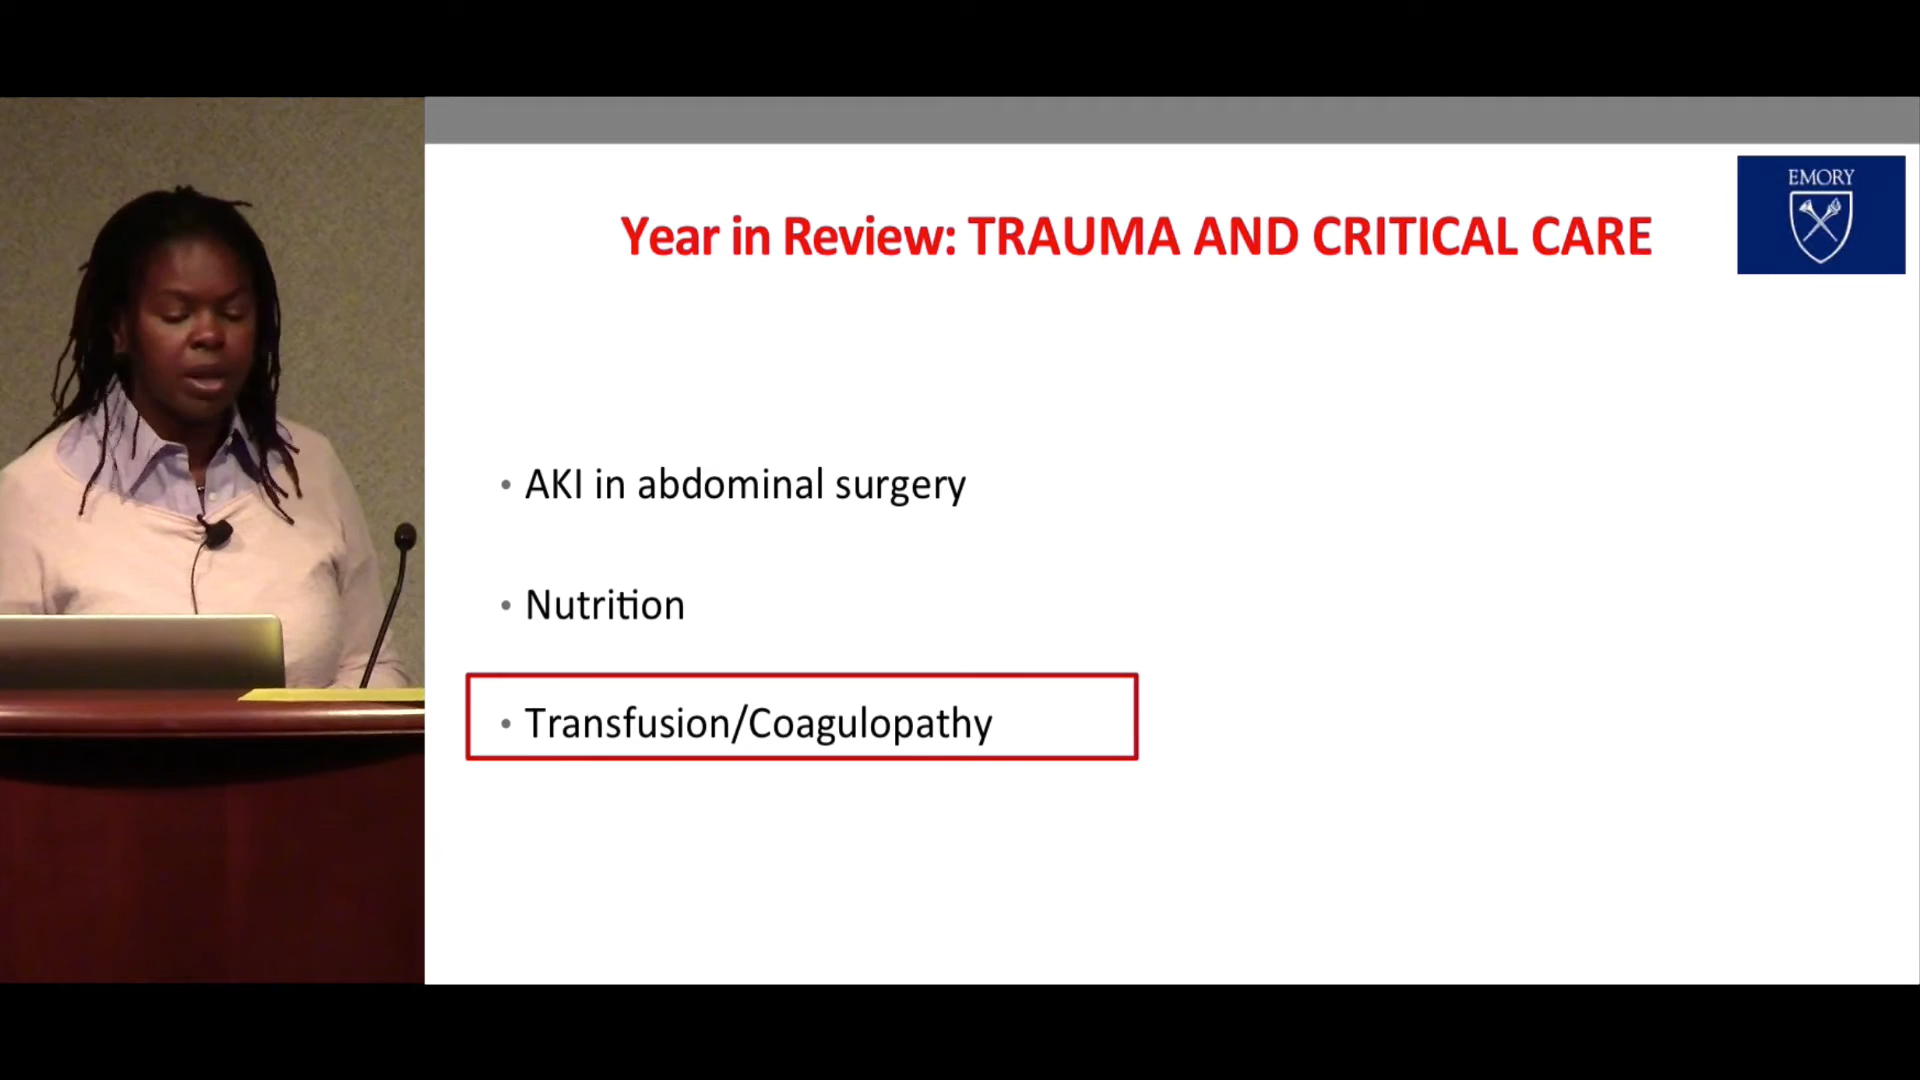 EMORY
Year in Review: TRAUMA AND CRITICAL CARE
• AKI in abdominal surgery
• Nutrition
• Transfusion/Coagulopathy